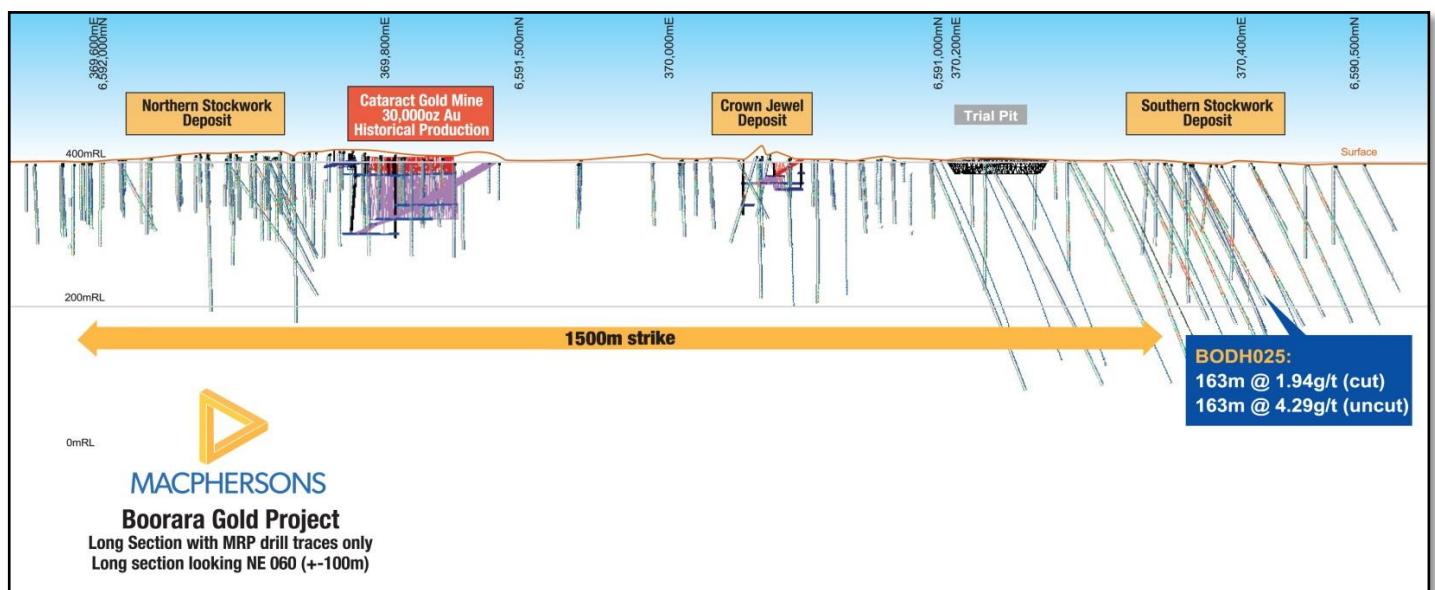 369,600mE
6,592,000mN
369,800mE
6,591,500mN
370,000mE
6,591,000mN
370,200mE
370,400mE
6,590,500mN
Northern Stockwork
Deposit
Cataract Gold Mine
30,000oz Au
Historical Production
Crown Jewel
Deposit
Trial Pit
Southern Stockwork
Deposit
400mRL
Surface
200mRL
1500m strike
BODH025:
163m @ 1.94g/t (cut)
163m @ 4.29g/t (uncut)
0mRL
MACPHERSONS
Boorara Gold Project
Long Section with MRP drill traces only
Long section looking NE 060 (+-100m)